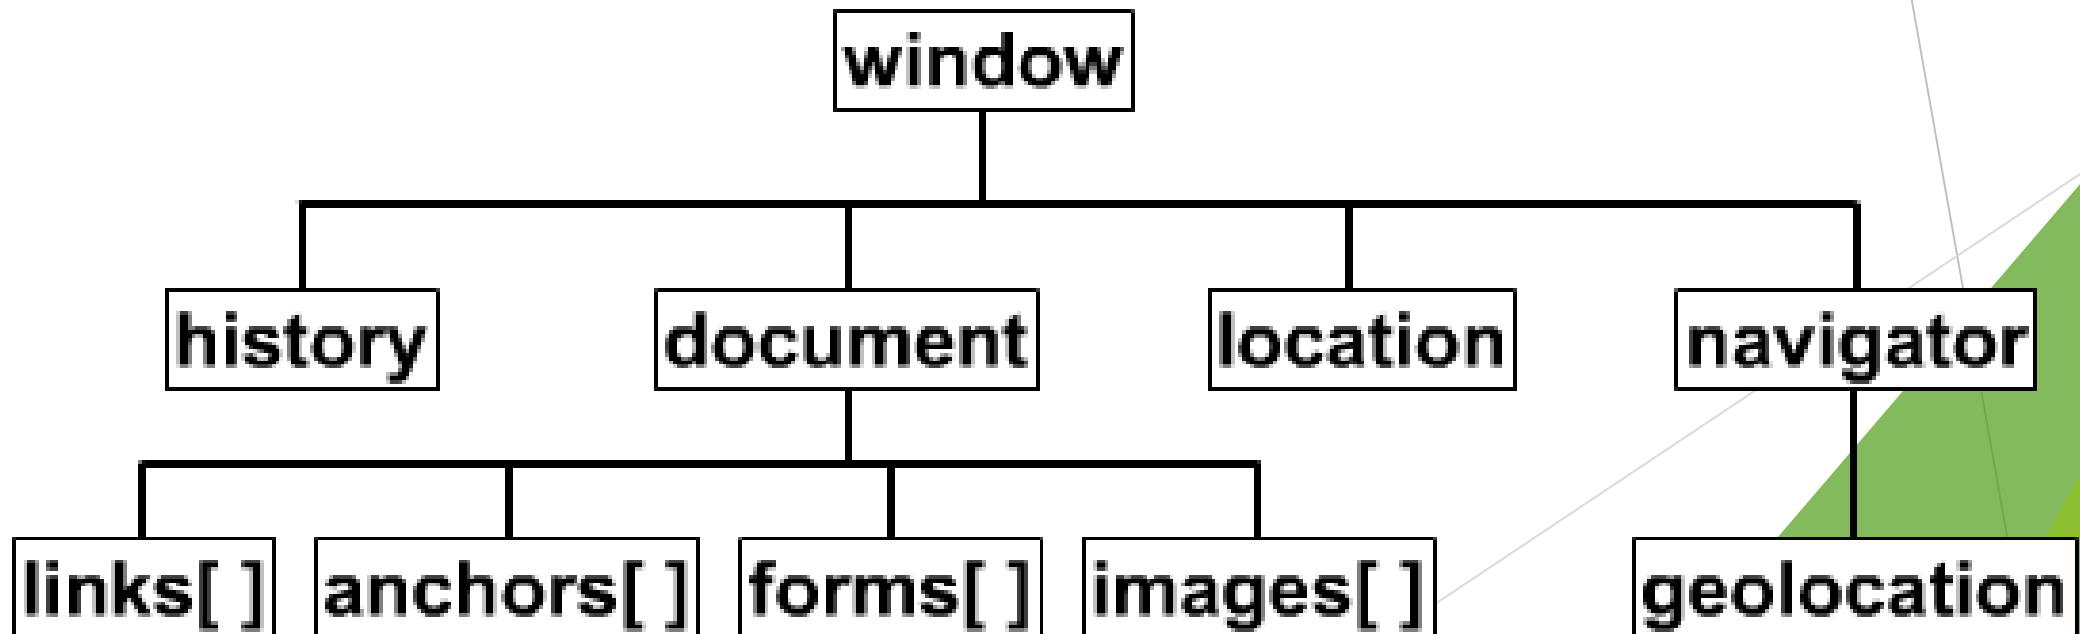 window
history document location navigator
links[ ] anchors[ ] forms[ ] images[ ] geolocation